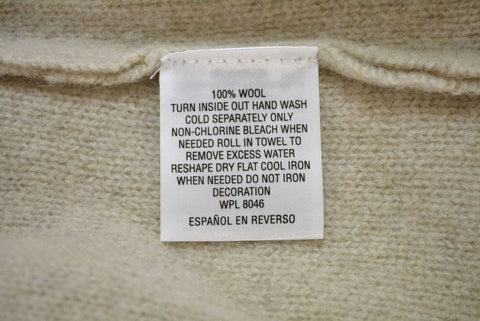 100% WOOL
TURN INSIDE OUT HAND WASH
COLD SEPARATELY ONLY
NON-CHLORINE BLEACH WHEN
NEEDED ROLL IN TOWEL TO
REMOVE EXCESS WATER
RESHAPE DRY FLAT COOL IRON
WHEN NEEDED DO NOT IRON
DECORATION
WPL 8046
ESPAÑOL EN REVERSO